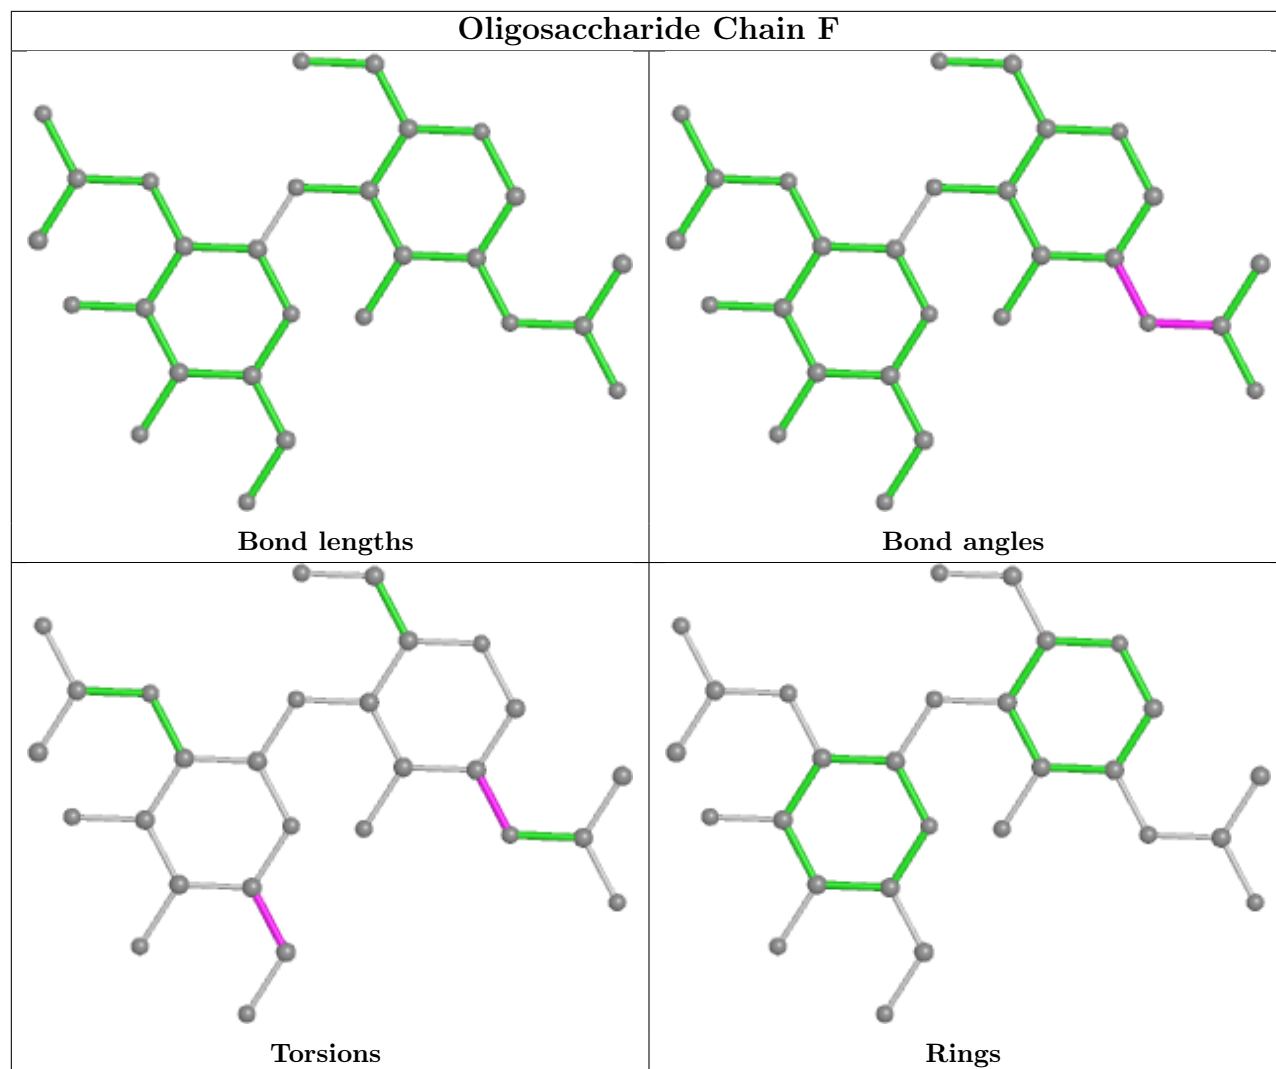 Oligosaccharide Chain F
Bond lengths
Bond angles
Torsions
Rings